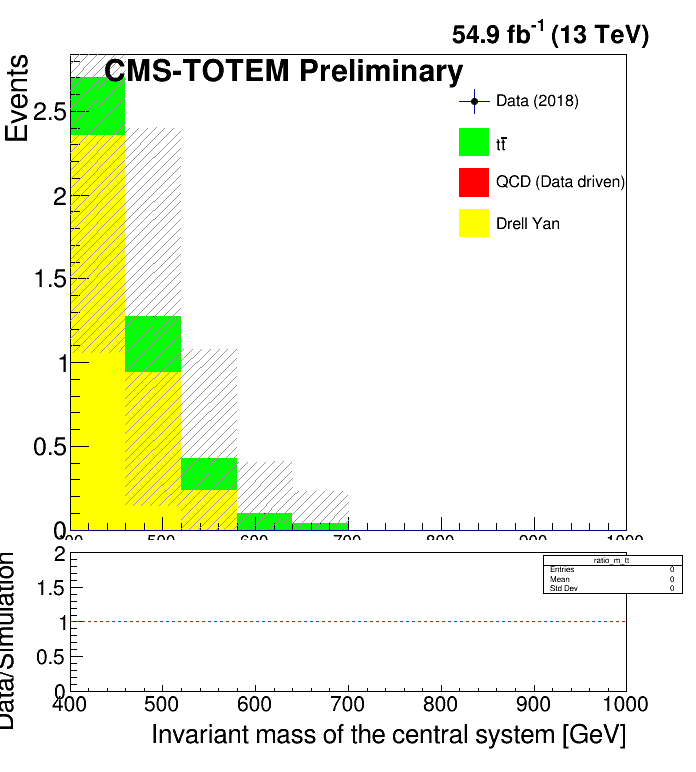 54.9 fb-1 (13 TeV)
CMS-TOTEM Preliminary
Events
2.5
2
1.5
1
0.5
0
Data (2018)
tt̄
QCD (Data driven)
Drell Yan
400 500 600 700 800 900 1000
ratio_m_tt
Entries 0
Mean 0
Std Dev 0
Data/Simulation
2
1.5
1
0.5
0
400 500 600 700 800 900 1000
Invariant mass of the central system [GeV]